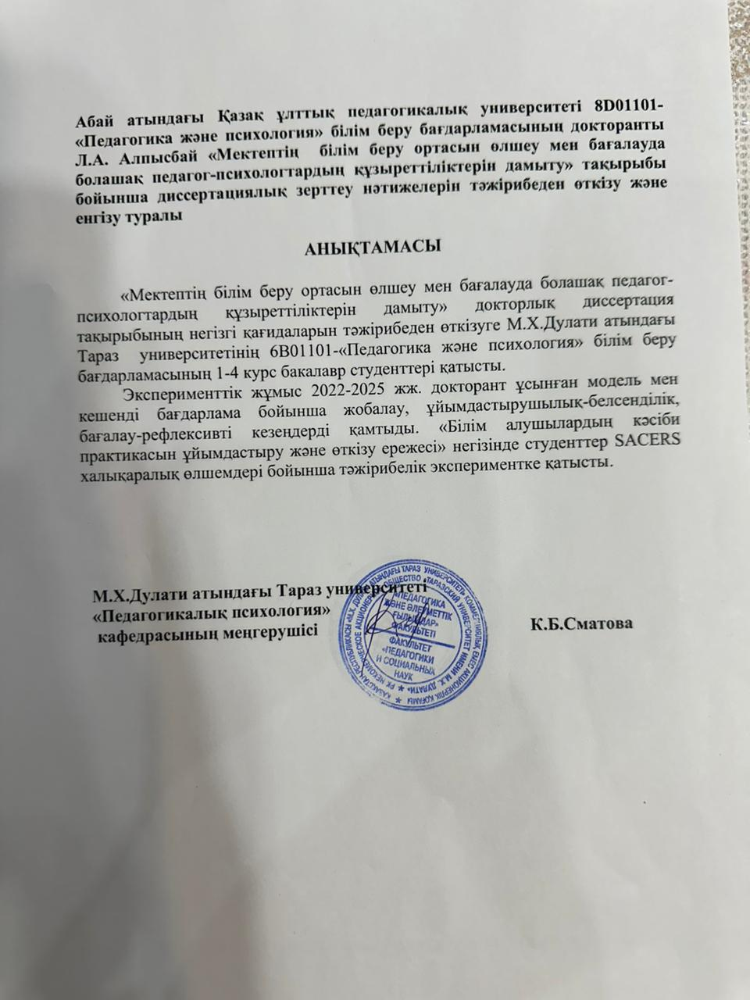 Абай атындағы Қазақ ұлттық педагогикалық университеті 8D01101-
«Педагогика және психология» білім беру бағдарламасының докторанты
Л.А. Алпысбай «Мектептің білім беру ортасын өлшеу мен бағалауда
болашақ педагог-психологтардың құзыреттіліктерін дамыту» тақырыбы
бойынша диссертациялық зерттеу нәтижелерін тәжірибеден өткізу және
енгізу туралы
АНЫҚТАМАСЫ
«Мектептің білім беру ортасын өлшеу мен бағалауда болашақ педагог-
психологтардың құзыреттіліктерін дамыту» докторлық диссертация
тақырыбының негізгі қағидаларын тәжірибеден өткізуге М.Х.Дулати атындағы
Тараз университетінің 6В01101-«Педагогика және психология» білім беру
бағдарламасының 1-4 курс бакалавр студенттері қатысты.
Эксперименттік жұмыс 2022-2025 жж. докторант ұсынған модель мен
кешенді бағдарлама бойынша жобалау, ұйымдастырушылық-белсенділік,
бағалау-рефлексивті кезеңдерді қамтыды. «Білім алушылардың кәсіби
практикасын ұйымдастыру және өткізу ережесі» негізінде студенттер SACERS
халықаралық өлшемдері бойынша тәжірибелік экспериментке қатысты.
М.Х.Дулати атындағы Тараз университеті
«Педагогикалық психология»
кафедрасының меңгерушісі
К.Б.Сматова
«ПЕДАГОГИКА
ЖӘНЕ ӘЛЕУМЕТТІК
ҒЫЛЫМДАР»
ФАКУЛЬТЕТІ
ФАКУЛЬТЕТ
«ПЕДАГОГИКИ
И СОЦИАЛЬНЫХ
НАУК